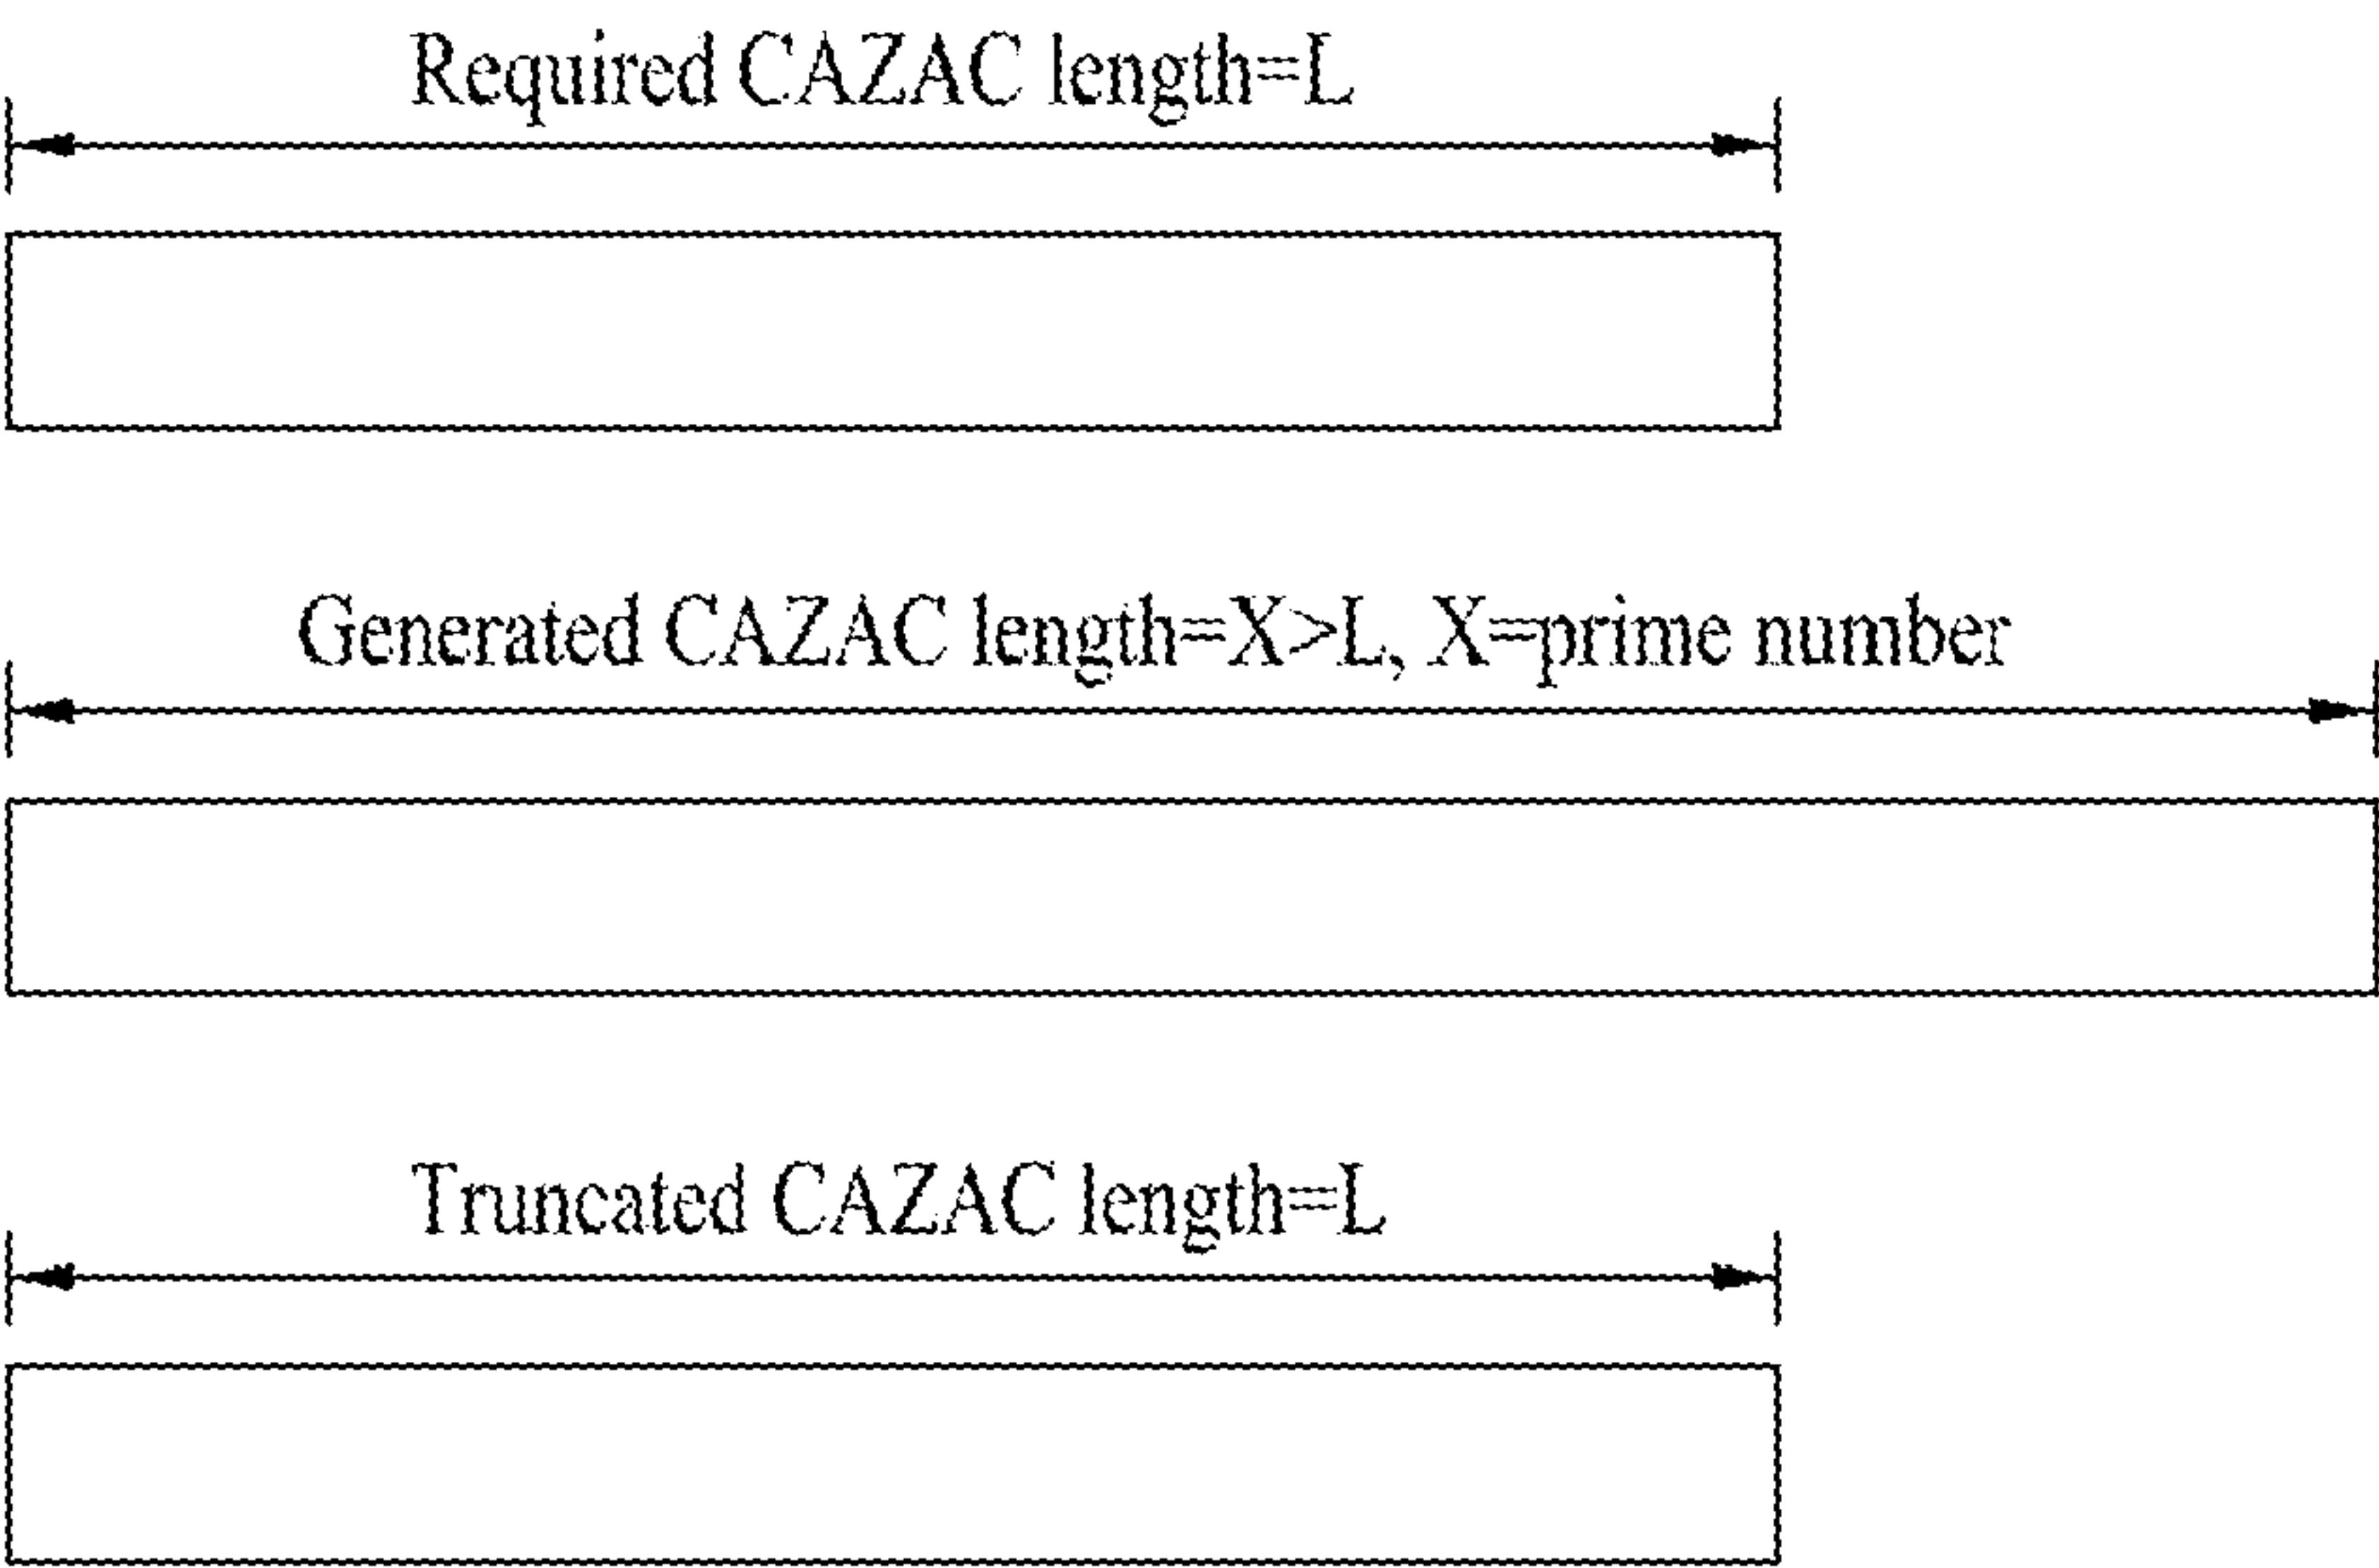 Required CAZAC length=L
Generated CAZAC length=X>L, X=prime number
Truncated CAZAC length=L